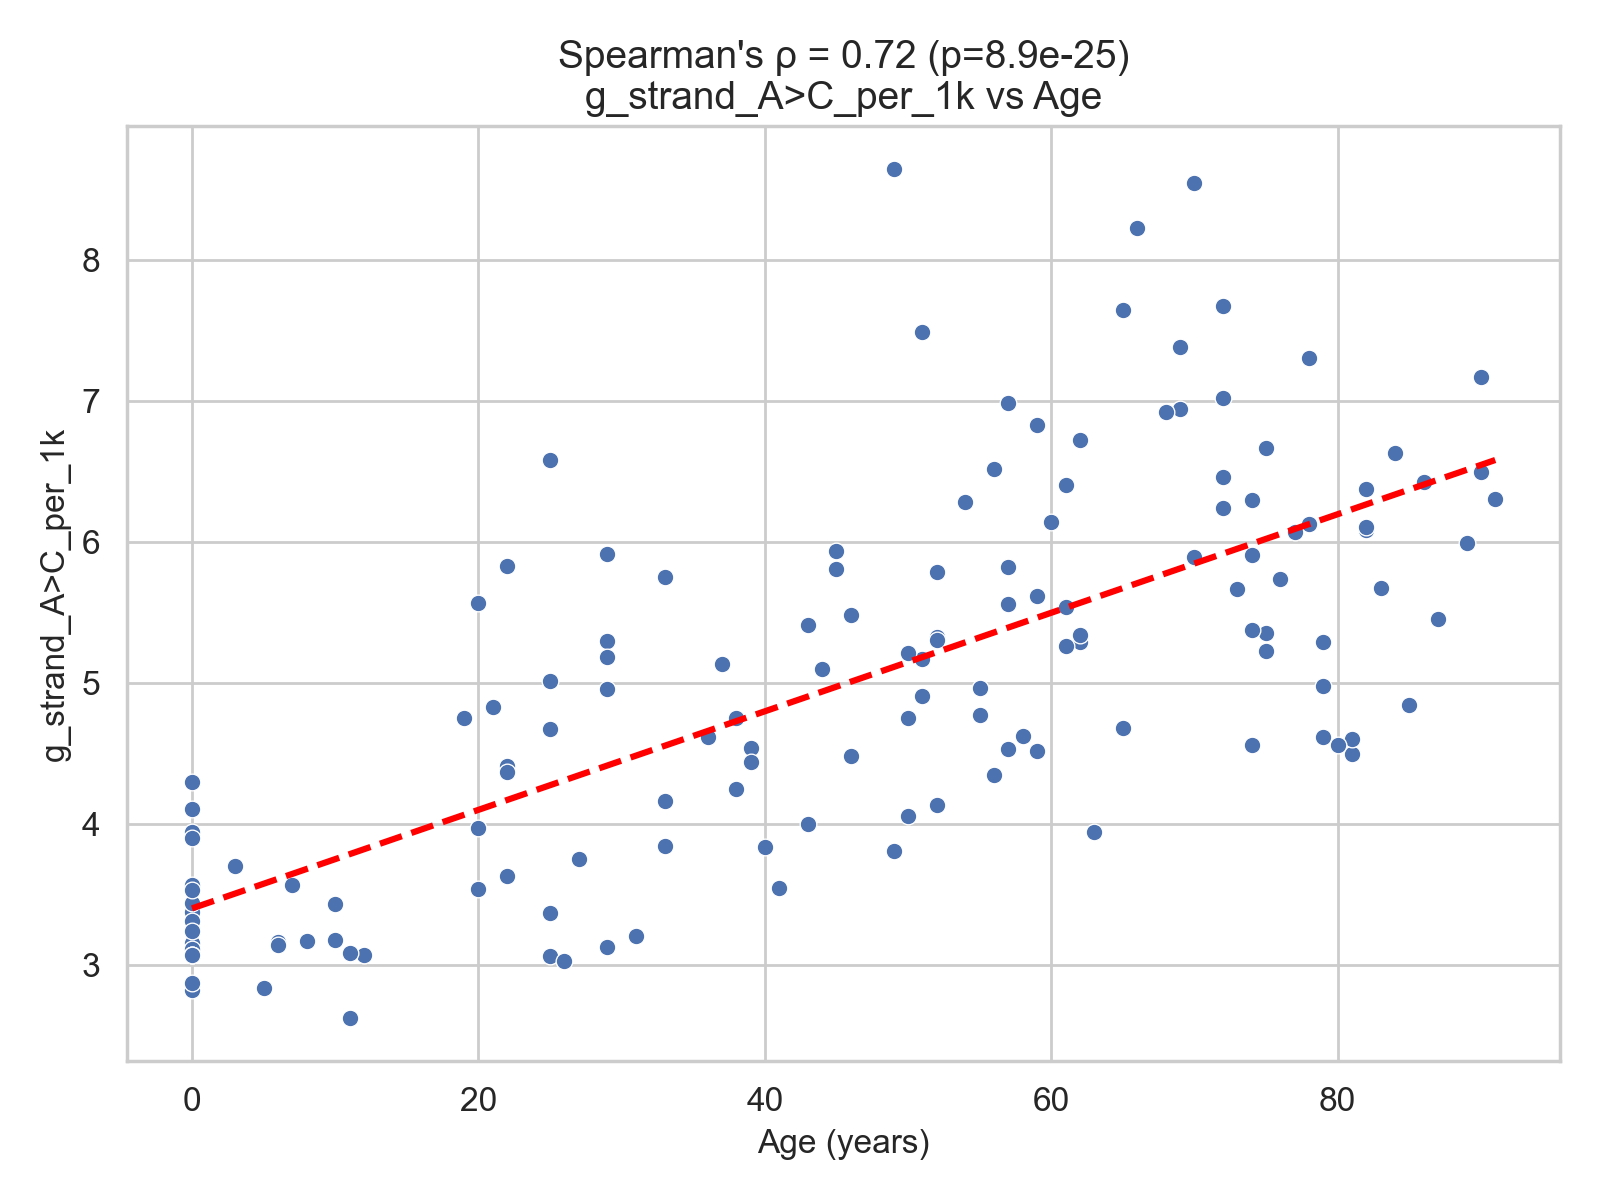 Spearman's ρ = 0.72 (p=8.9e-25)
g_strand_A>C_per_1k vs Age
g_strand_A>C_per_1k
8
7
6
5
4
3
0 20 40 60 80
Age (years)